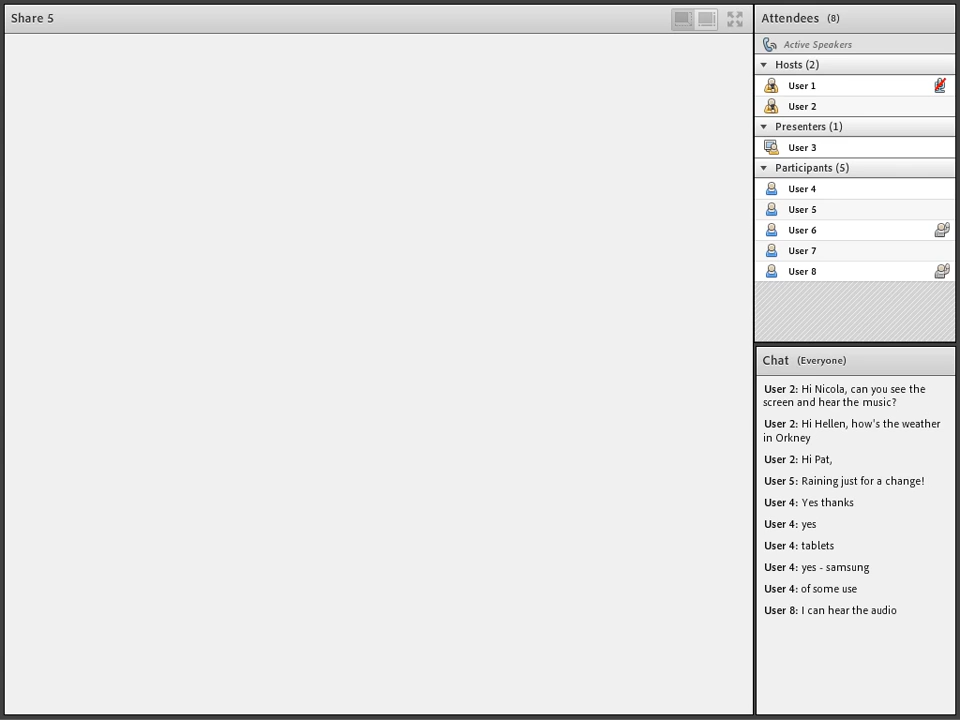 Share 5
Attendees (8)
Active Speakers
Hosts (2)
User 1
User 2
Presenters (1)
User 3
Participants (5)
User 4
User 5
User 6
User 7
User 8
Chat (Everyone)
User 2: Hi Nicola, can you see the
screen and hear the music?
User 2: Hi Hellen, how's the weather
in Orkney
User 2: Hi Pat,
User 5: Raining just for a change!
User 4: Yes thanks
User 4: yes
User 4: tablets
User 4: yes - samsung
User 4: of some use
User 8: I can hear the audio